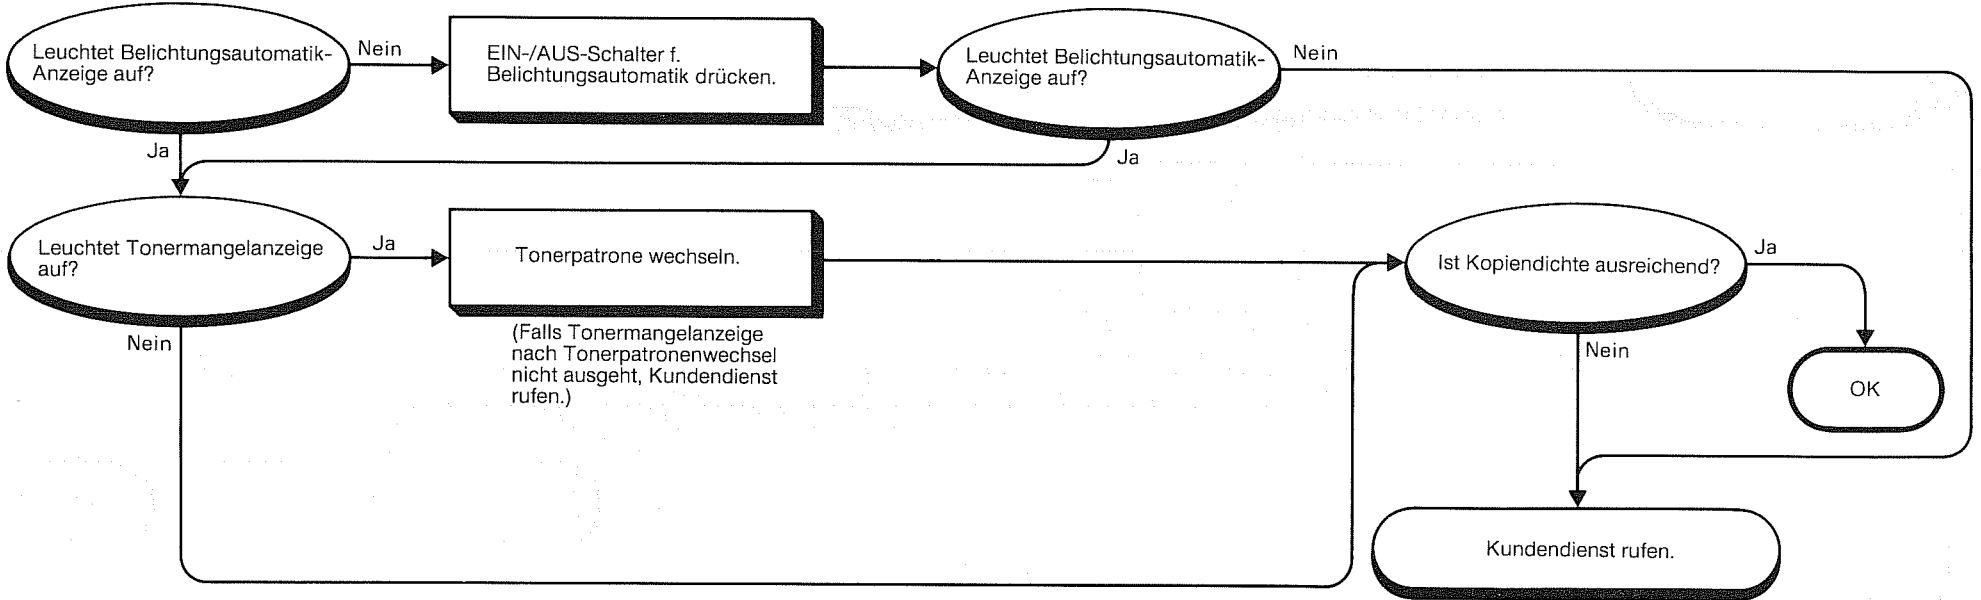 Leuchtet Belichtungsautomatik-
Anzeige auf?
Nein
EIN-/AUS-Schalter f.
Belichtungsautomatik drücken.
Leuchtet Belichtungsautomatik-
Anzeige auf?
Nein
Ja
Ja
Leuchtet Tonermangelanzeige
auf?
Ja
Tonerpatrone wechseln.
(Falls Tonermangelanzeige
nach Tonerpatronenwechsel
nicht ausgeht, Kundendienst
rufen.)
Nein
Ist Kopiendichte ausreichend?
Ja
Nein
OK
Kundendienst rufen.